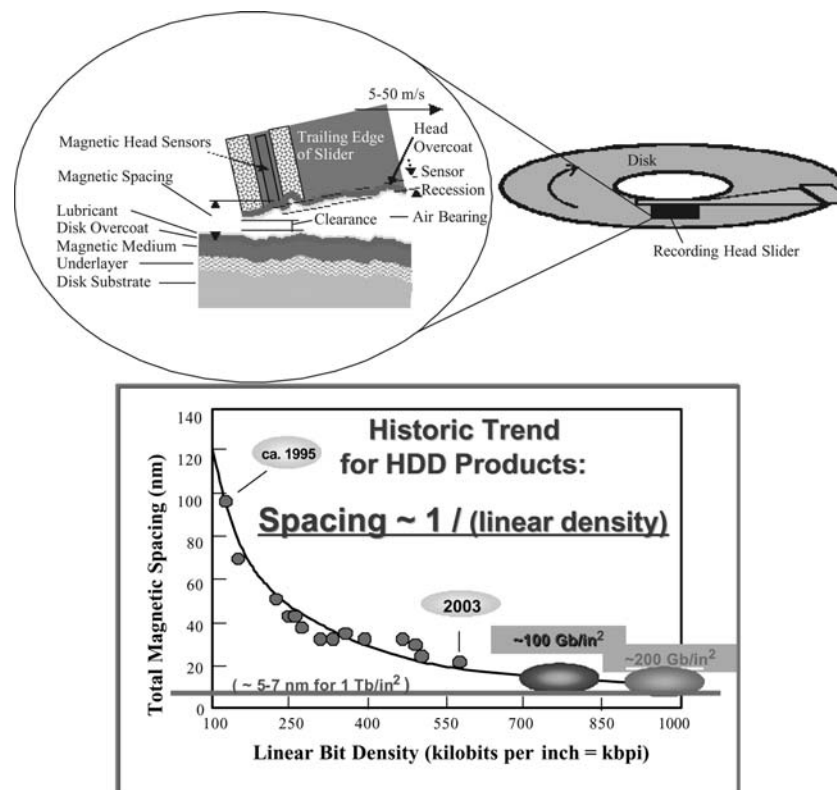 5-50 m/s
Magnetic Head Sensors
Trailing Edge
of Slider
Head
Overcoat
Sensor
Recession
Magnetic Spacing
Lubricant
Disk Overcoat
Magnetic Medium
Underlayer
Disk Substrate
Clearance
Air Bearing
Disk
Recording Head Slider
Historic Trend
for HDD Products:
Spacing ~ 1 / (linear density)
ca. 1995
2003
~100 Gb/in²
~200 Gb/in²
( ~ 5-7 nm for 1 Tb/in²)
Total Magnetic Spacing (nm)
140
120
100
80
60
40
20
0
100
250
400
550
700
850
1000
Linear Bit Density (kilobits per inch = kbpi)